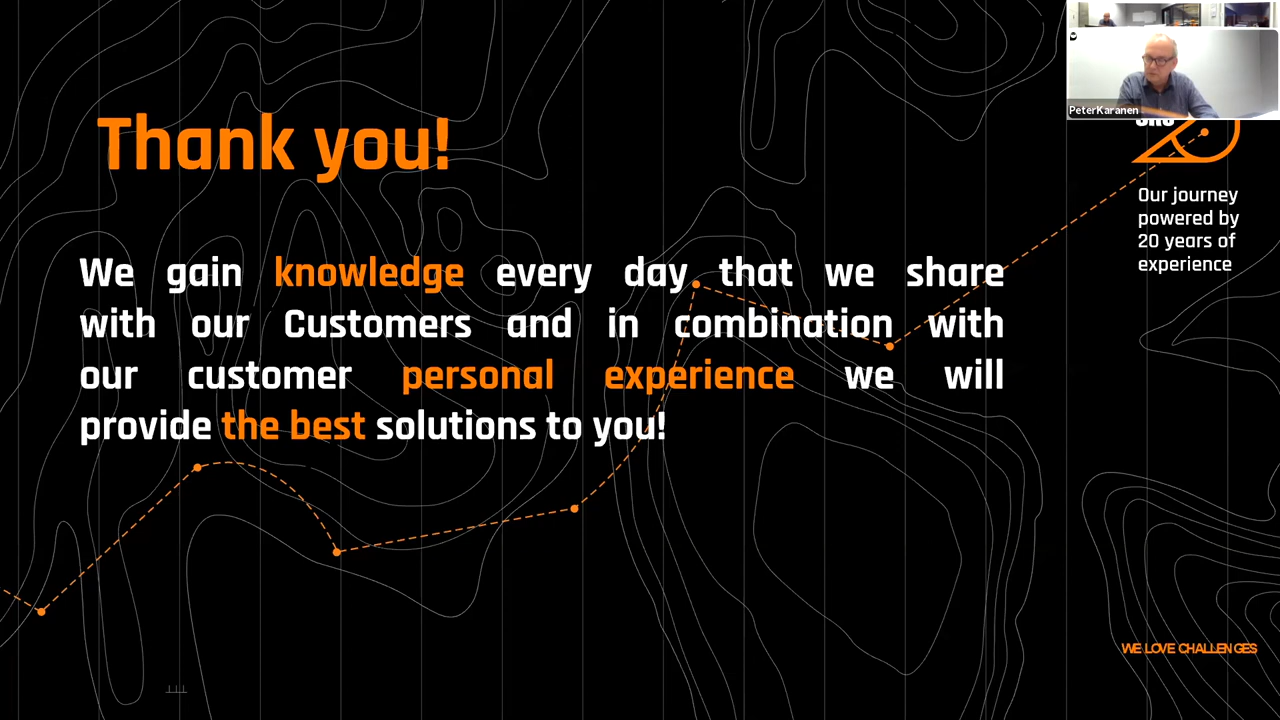 Thank you!
We gain knowledge every day that we share
with our Customers and in combination with
our customer personal experience we will
provide the best solutions to you!
PeterKaranen
Our journey
powered by
20 years of
experience
WE LOVE CHALLENGES